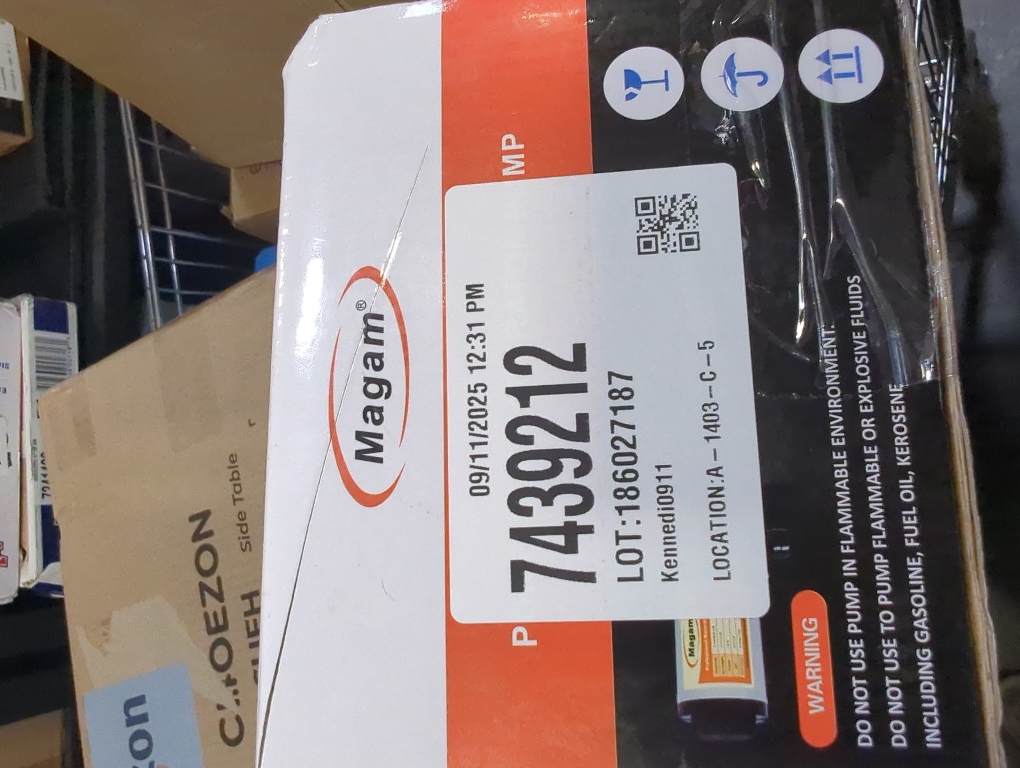 Magam®
P
MP
09/11/2025 12:31 PM
7439212
LOT:186027187
Kennedi0911
LOCATION:A-1403-C-5
Magam
WARNING
DO NOT USE PUMP IN FLAMMABLE ENVIRONMENT.
DO NOT USE TO PUMP FLAMMABLE OR EXPLOSIVE FLUIDS
INCLUDING GASOLINE, FUEL OIL, KEROSENE
Side Table
zon